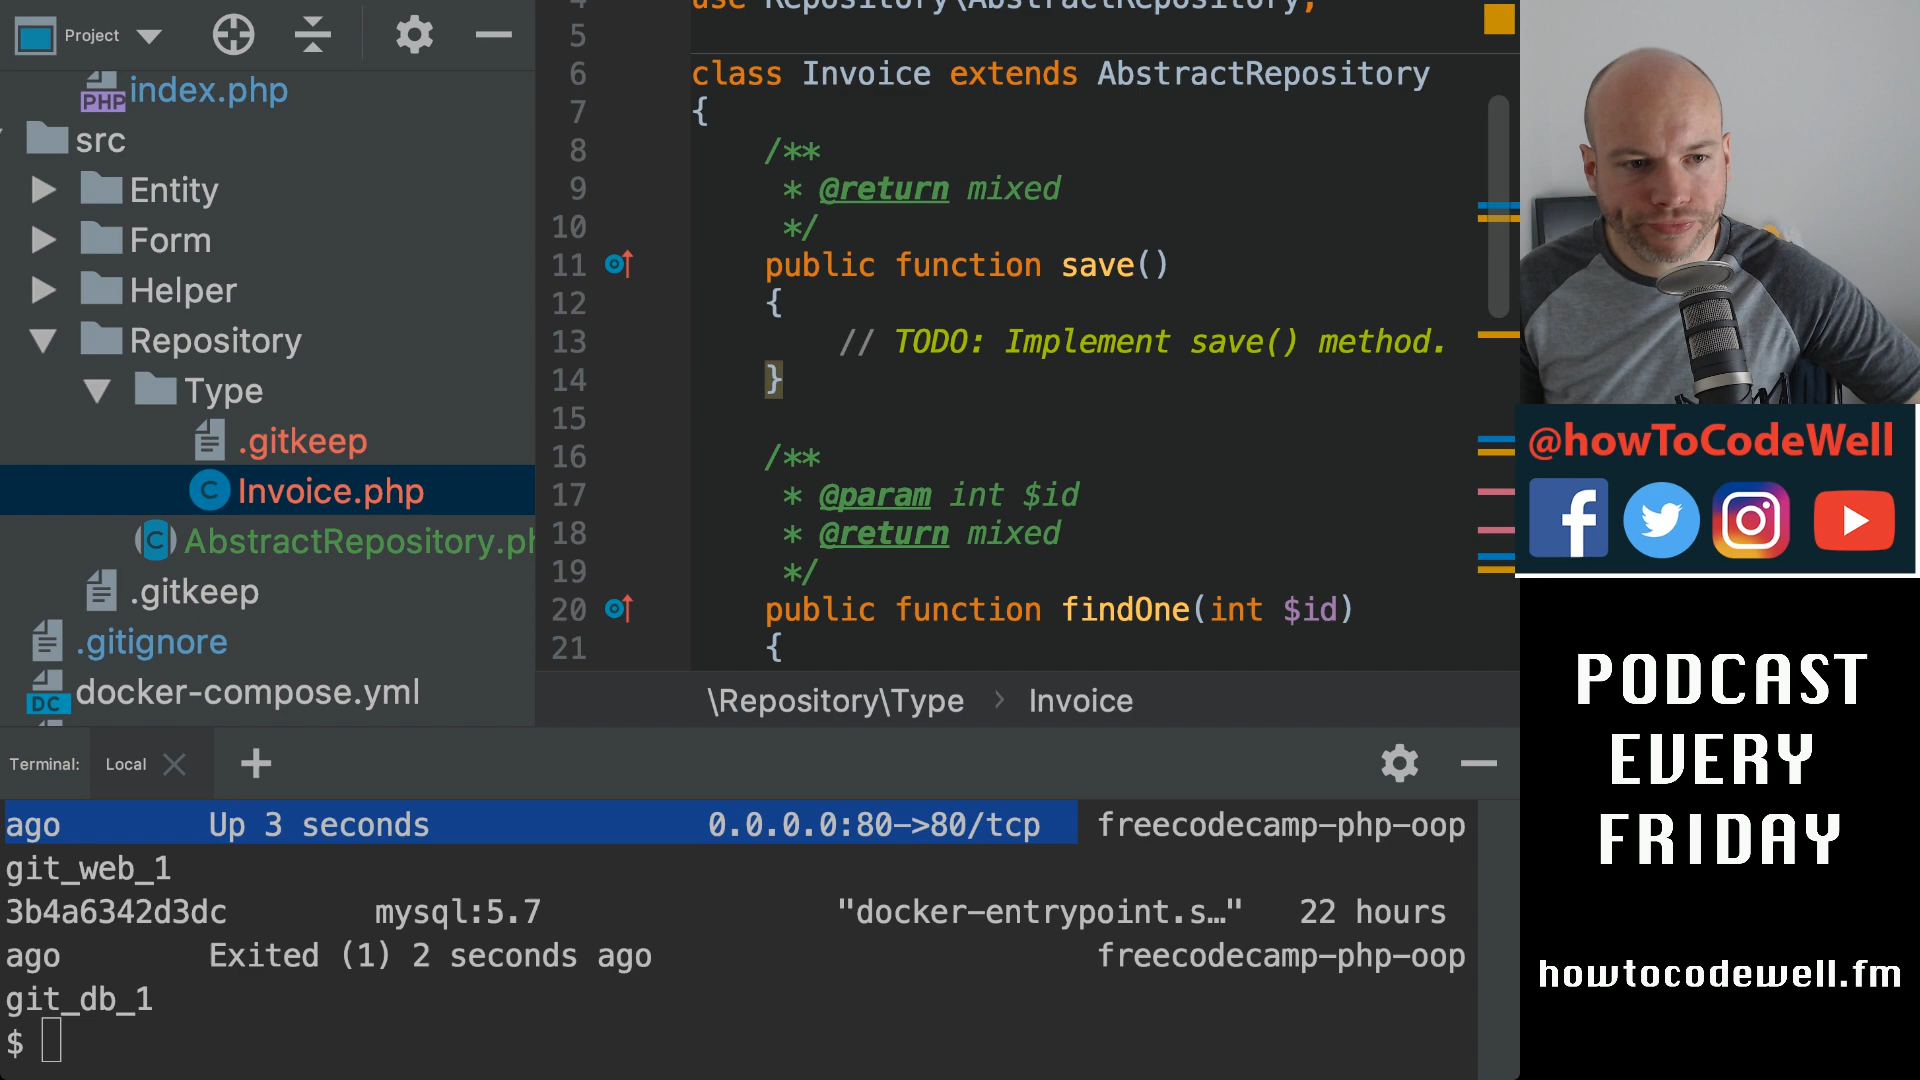 Project
PHP
index.php
src
Entity
Form
Helper
Repository
Type
.gitkeep
C Invoice.php
C AbstractRepository.ph
.gitkeep
.gitignore
DC docker-compose.yml
use Repository\AbstractRepository;
5
6 class Invoice extends AbstractRepository
7 {
8 /**
9 * @return mixed
10 */
11 public function save()
12 {
13 // TODO: Implement save() method.
14 }
15
16 /**
17 * @param int $id
18 * @return mixed
19 */
20 public function findOne(int $id)
21 {
\Repository\Type › Invoice
Terminal: Local
ago Up 3 seconds 0.0.0.0:80->80/tcp freecodecamp-php-oop
git_web_1
3b4a6342d3dc mysql:5.7 "docker-entrypoint.s…" 22 hours
ago Exited (1) 2 seconds ago freecodecamp-php-oop
git_db_1
$
@howToCodeWell
PODCAST
EVERY
FRIDAY
howtocodewell.fm